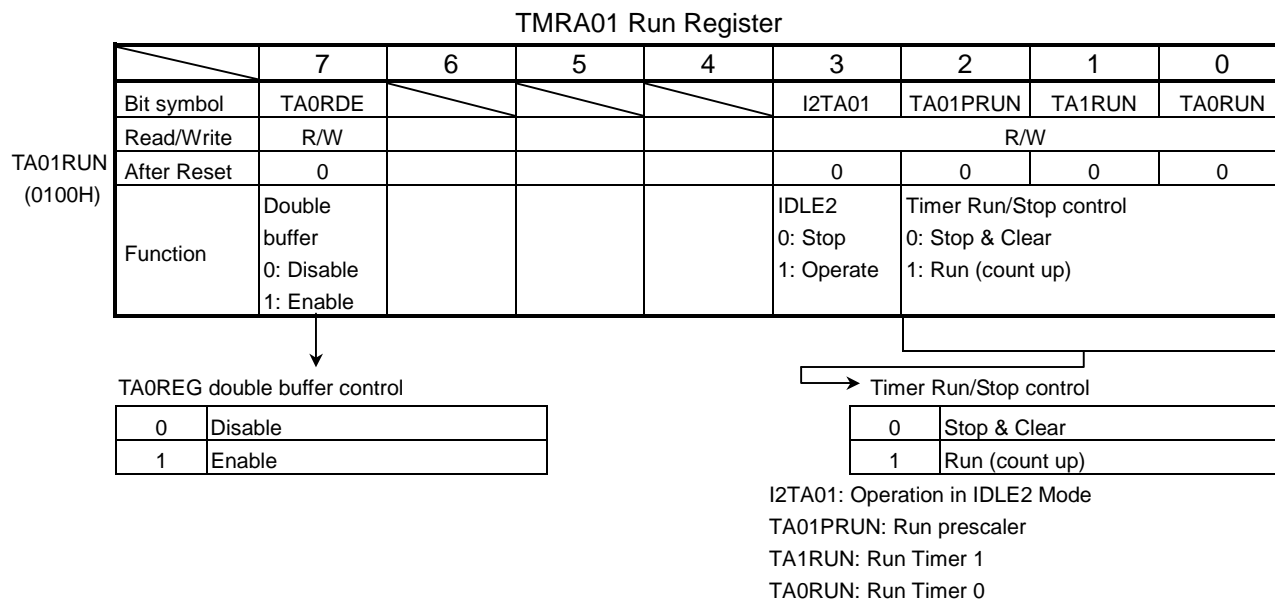 TMRA01 Run Register
7 6 5 4 3 2 1 0
Bit symbol TA0RDE I2TA01 TA01PRUN TA1RUN TA0RUN
Read/Write R/W R/W
TA01RUN
(0100H)
After Reset 0 0 0 0 0
Function
Double
buffer
0: Disable
1: Enable
IDLE2
0: Stop
1: Operate
Timer Run/Stop control
0: Stop & Clear
1: Run (count up)
TA0REG double buffer control
0 Disable
1 Enable
Timer Run/Stop control
0 Stop & Clear
1 Run (count up)
I2TA01: Operation in IDLE2 Mode
TA01PRUN: Run prescaler
TA1RUN: Run Timer 1
TA0RUN: Run Timer 0